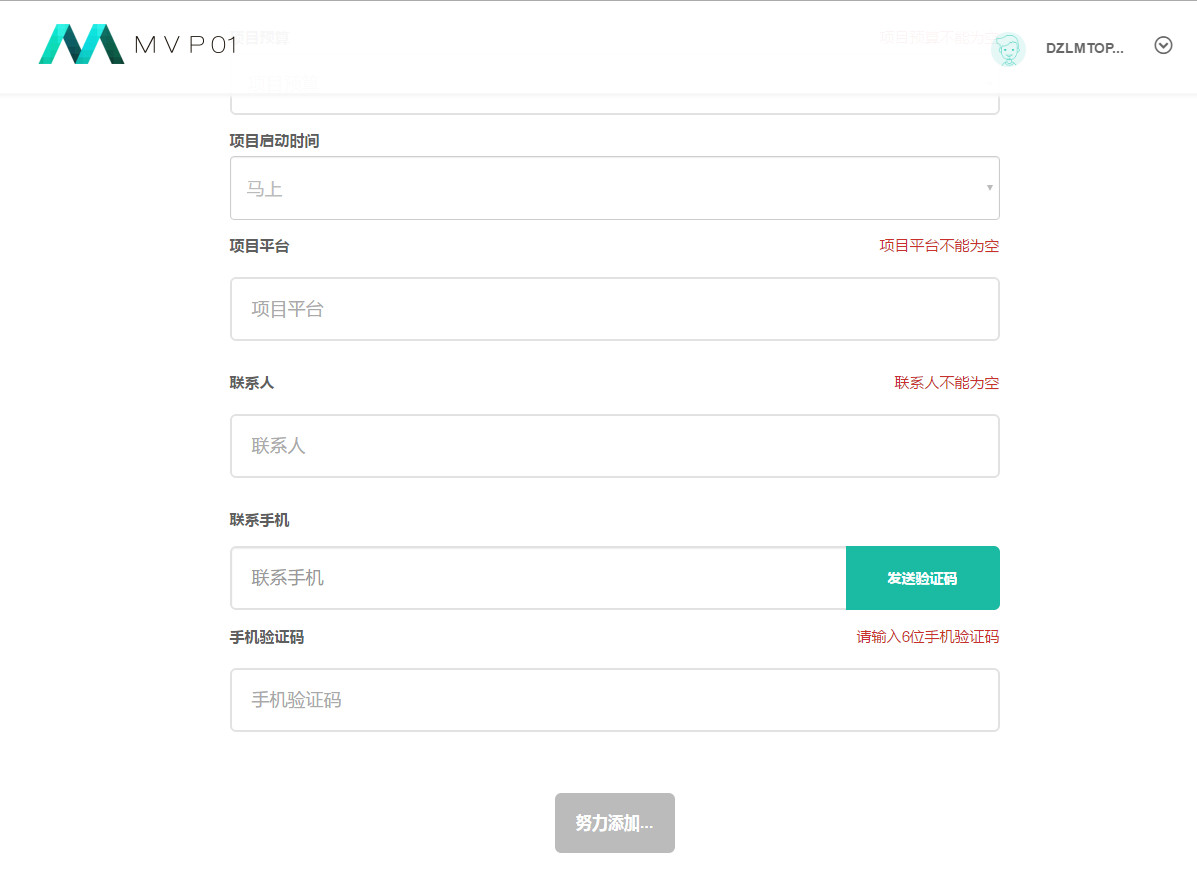 MVP01
项目预算
项目预算不能为空
DZLMTOP...
项目预算
项目启动时间
马上
项目平台
项目平台不能为空
项目平台
联系人
联系人不能为空
联系人
联系手机
联系手机
发送验证码
手机验证码
请输入6位手机验证码
手机验证码
努力添加...